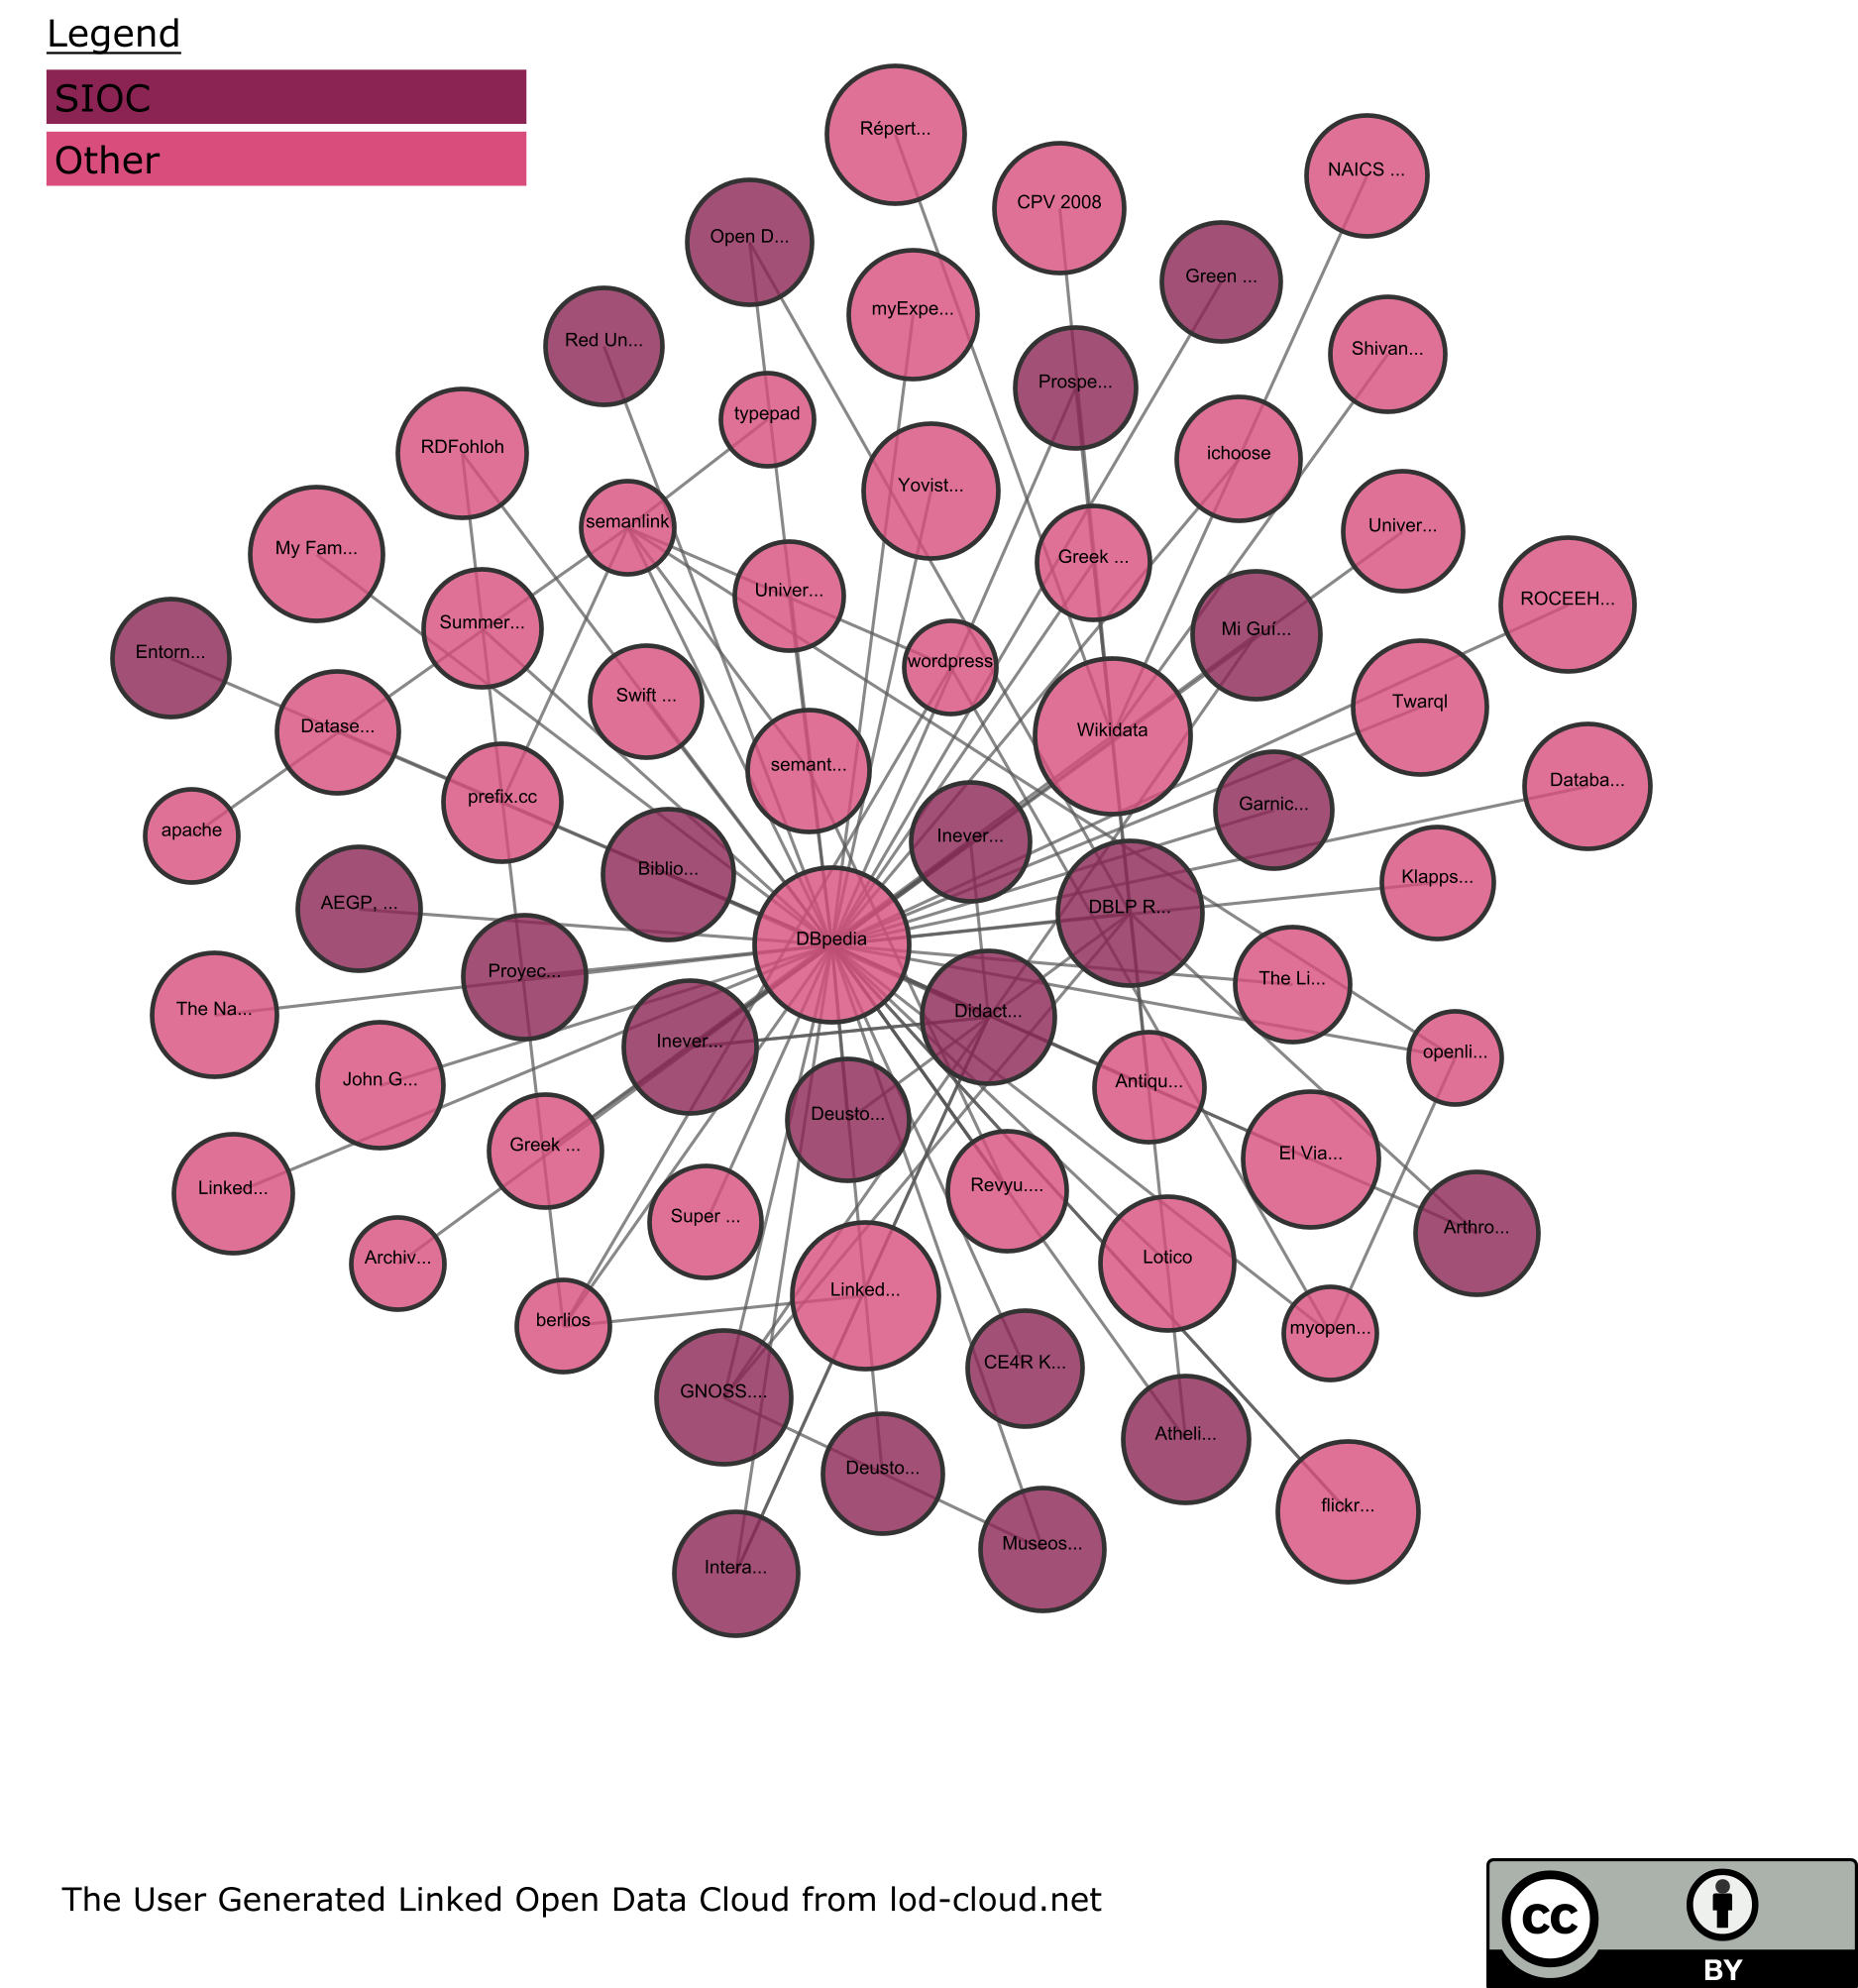 Legend
SIOC
Other
Répert...
NAICS ...
CPV 2008
Open D...
Green ...
myExpe...
Red Un...
Shivan...
Prospe...
typepad
RDFohloh
ichoose
Yovist...
semanlink
Univer...
My Fam...
Greek ...
Univer...
ROCEEH...
Summer...
Mi Guí...
Entorn...
wordpress
Swift ...
Twarql
Datase...
Wikidata
semant...
Databa...
prefix.cc
Garnic...
apache
Inever...
Biblio...
Klapps...
AEGP, ...
DBLP R...
DBpedia
Proyec...
The Li...
The Na...
Didact...
Inever...
openli...
John G...
Antiqu...
Deusto...
Greek ...
El Via...
Linked...
Revyu....
Super ...
Arthro...
Archiv...
Lotico
Linked...
berlios
myopen...
CE4R K...
GNOSS....
Atheli...
Deusto...
flickr...
Museos...
Intera...
The User Generated Linked Open Data Cloud from lod-cloud.net
cc
BY